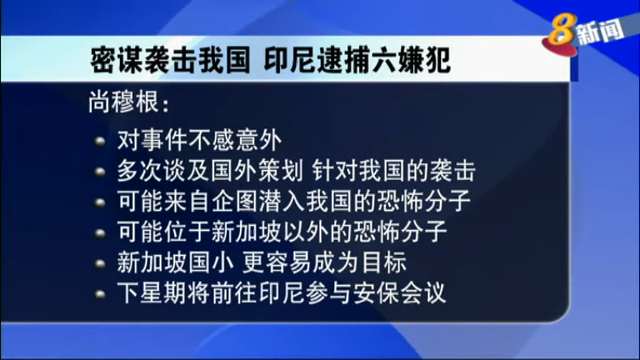 8新闻
密谋袭击我国 印尼逮捕六嫌犯
尚穆根：
对事件不感意外
多次谈及国外策划 针对我国的袭击
可能来自企图潜入我国的恐怖分子
可能位于新加坡以外的恐怖分子
新加坡国小 更容易成为目标
下星期将前往印尼参与安保会议